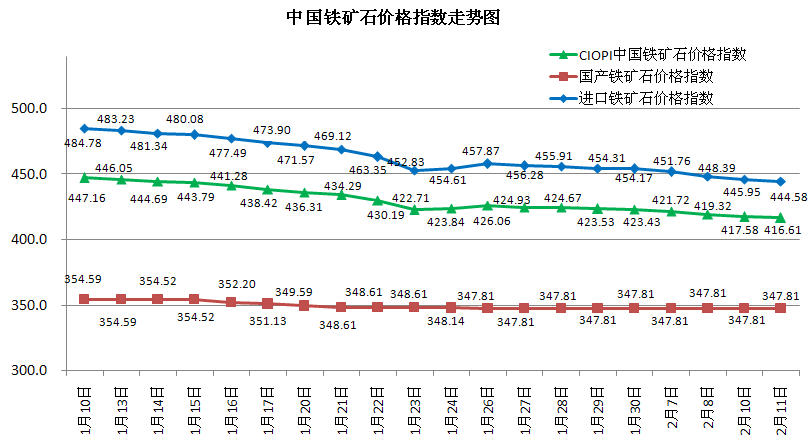 中国铁矿石价格指数走势图
CIOPI中国铁矿石价格指数
国产铁矿石价格指数
进口铁矿石价格指数
500.0
450.0
400.0
350.0
300.0
484.78 483.23 481.34 480.08 477.49 473.90 471.57 469.12 463.35 452.83 454.61 457.87 456.28 455.91 454.31 454.17 451.76 448.39 445.95 444.58
447.16 446.05 444.69 443.79 441.28 438.42 436.31 434.29 430.19 422.71 423.84 426.06 424.93 424.67 423.53 423.43 421.72 419.32 417.58 416.61
354.59 354.59 354.52 354.52 352.20 351.13 349.59 348.61 348.61 348.61 348.14 347.81 347.81 347.81 347.81 347.81 347.81 347.81 347.81 347.81
1月10日 1月13日 1月14日 1月15日 1月16日 1月17日 1月20日 1月21日 1月22日 1月23日 1月24日 1月26日 1月27日 1月28日 1月29日 1月30日 2月7日 2月8日 2月10日 2月11日